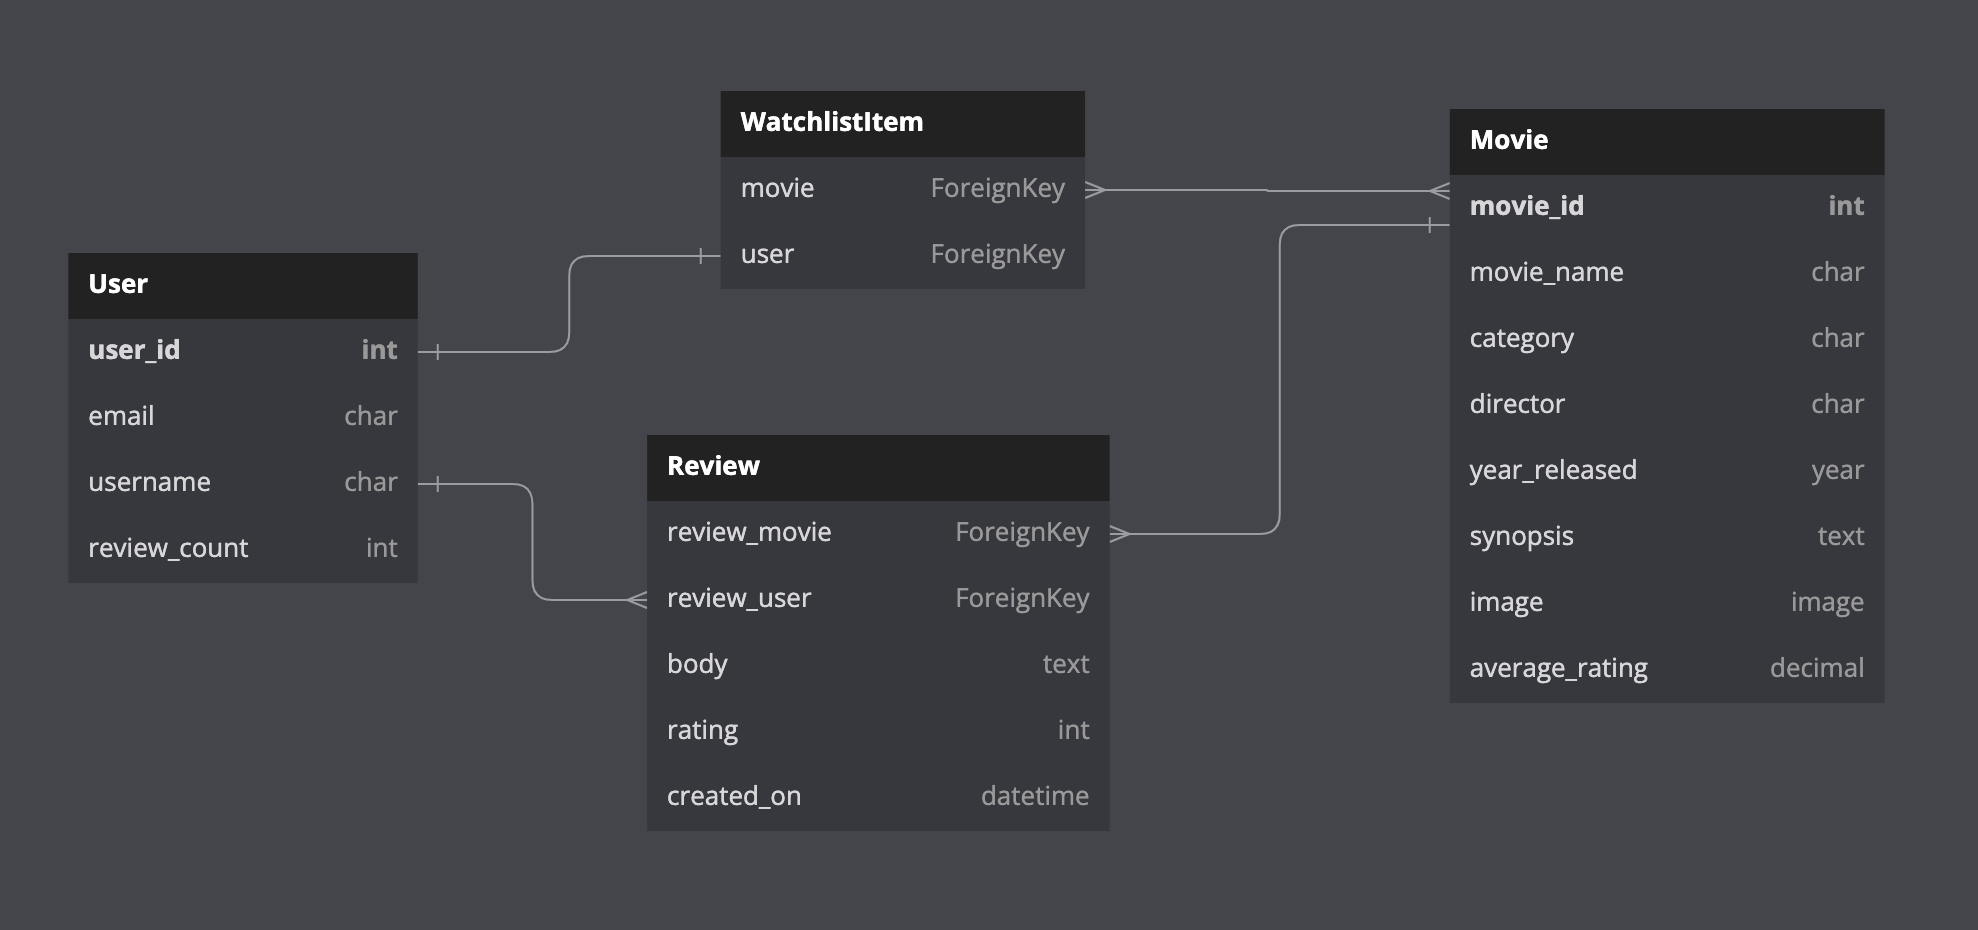 User
user_id int
email char
username char
review_count int
WatchlistItem
movie ForeignKey
user ForeignKey
Review
review_movie ForeignKey
review_user ForeignKey
body text
rating int
created_on datetime
Movie
movie_id int
movie_name char
category char
director char
year_released year
synopsis text
image image
average_rating decimal